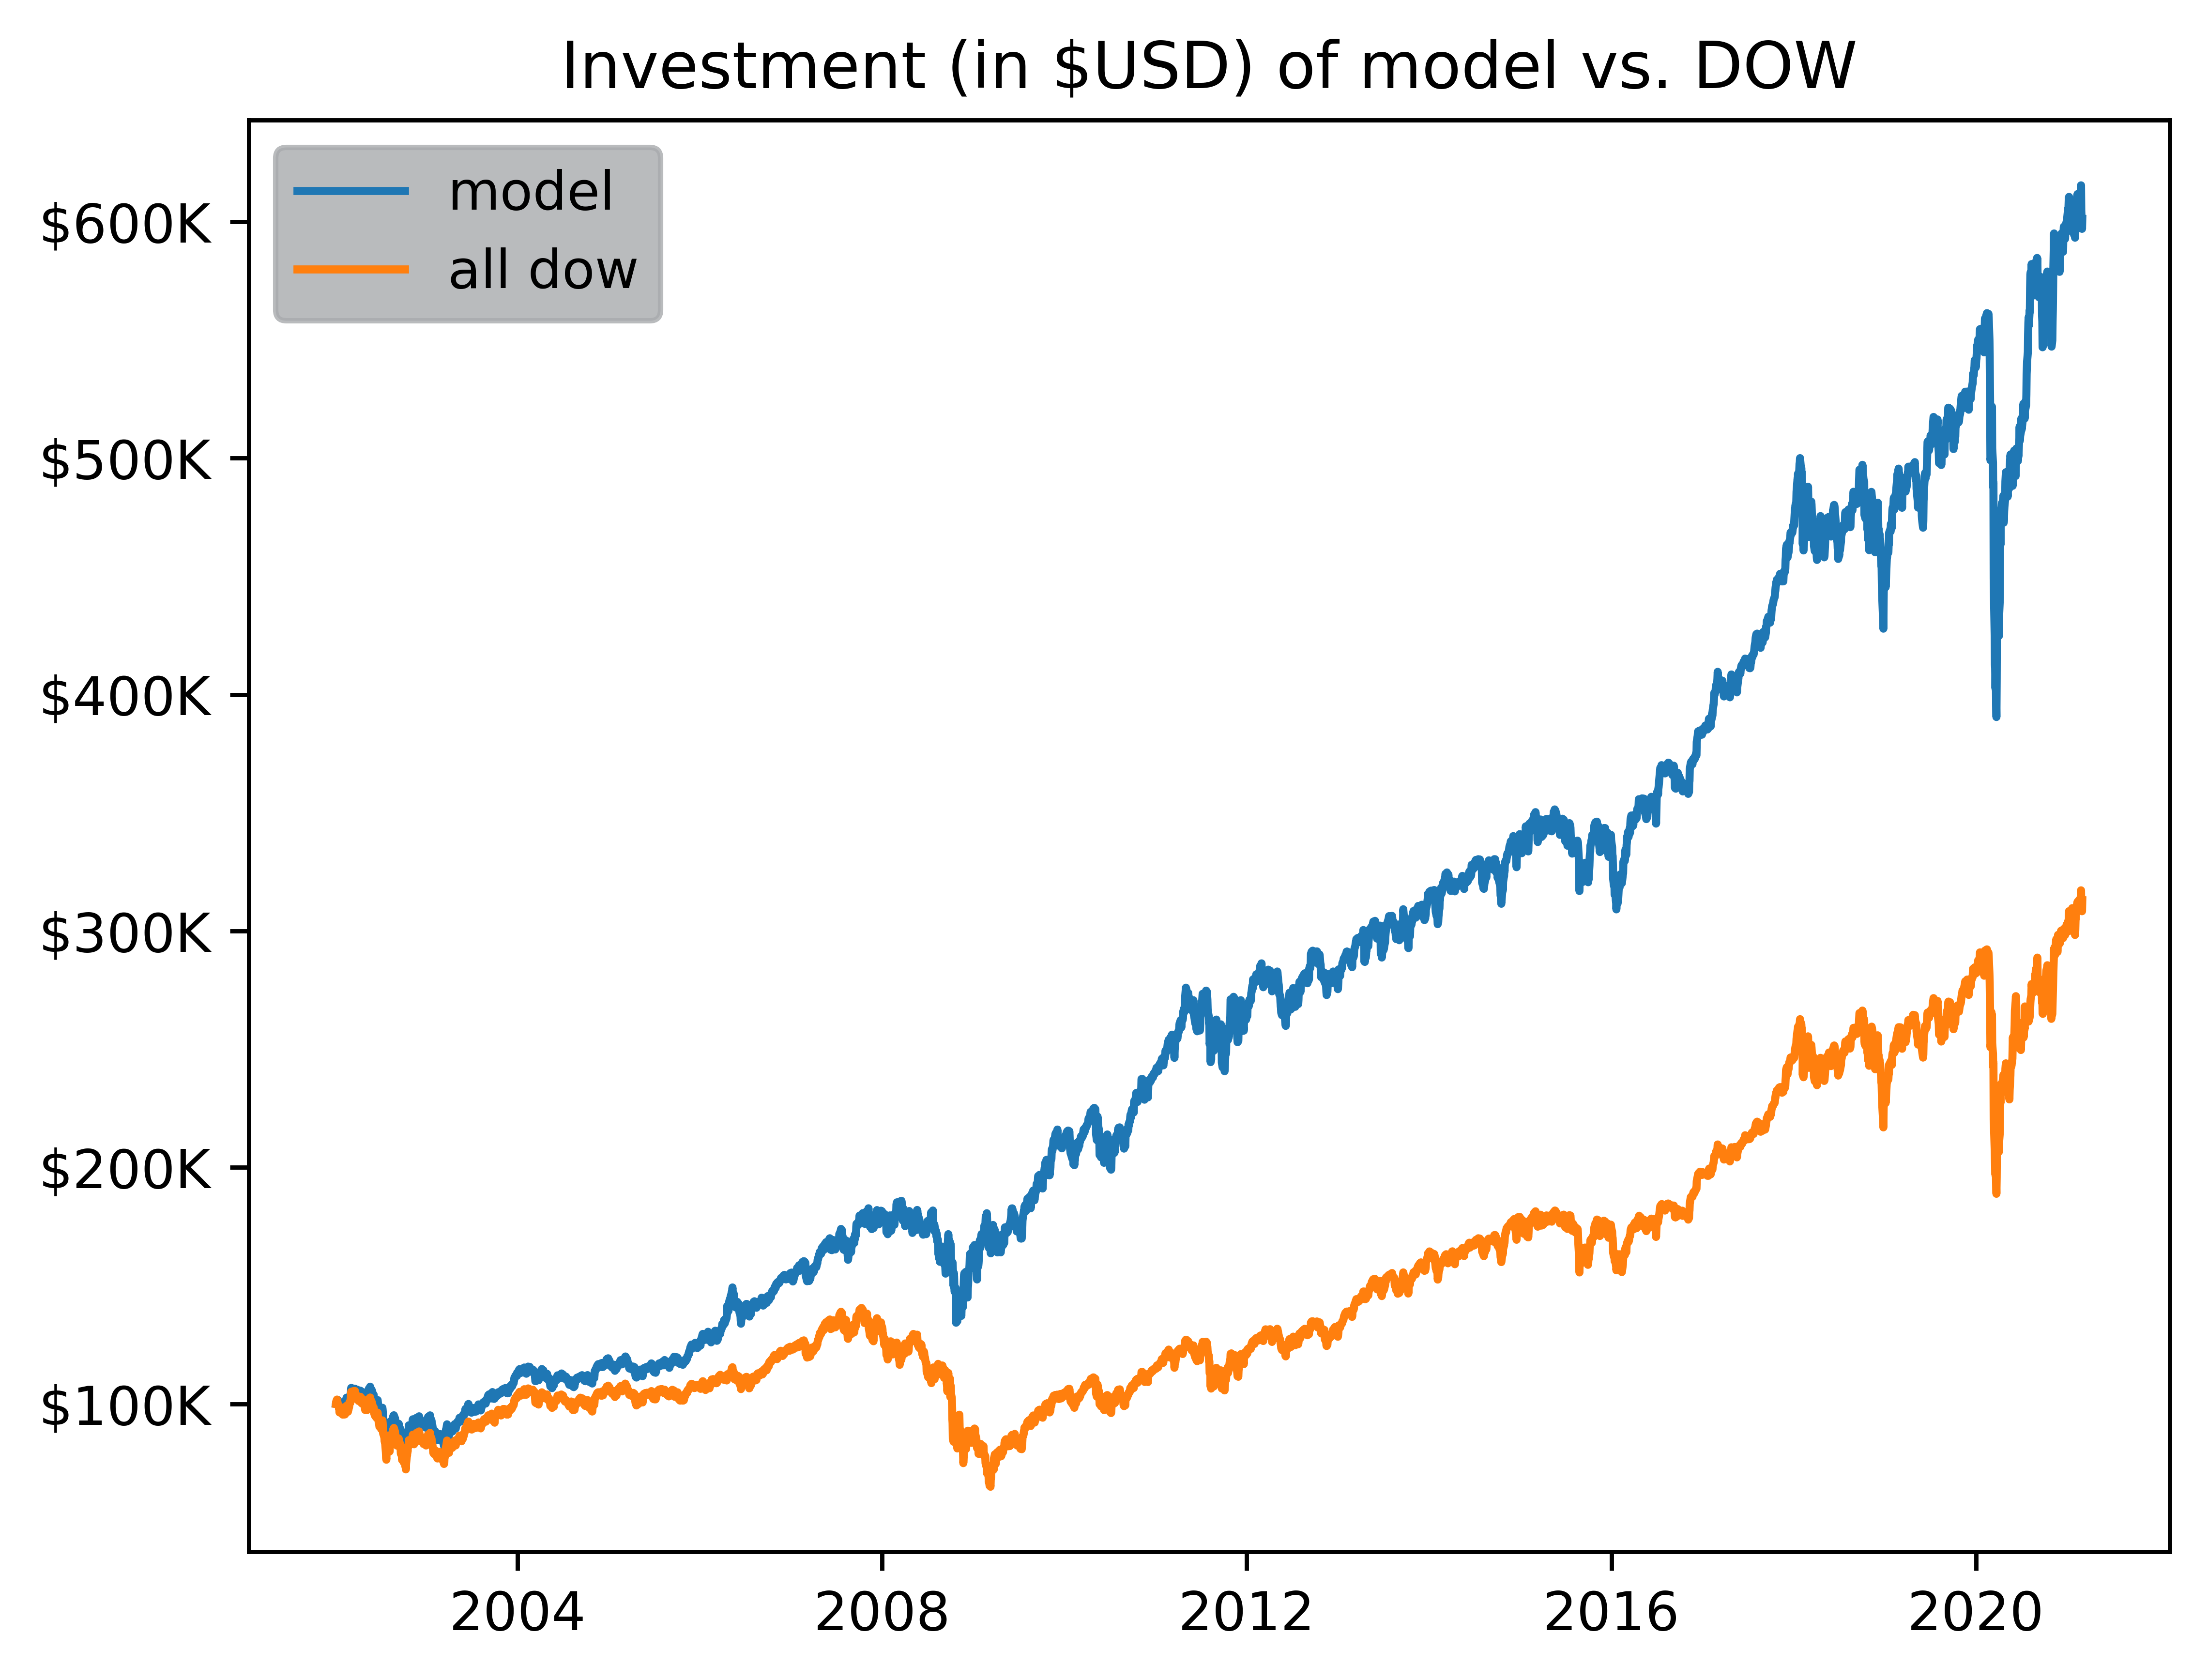 Investment (in $USD) of model vs. DOW
model
all dow
$600K
$500K
$400K
$300K
$200K
$100K
2004 2008 2012 2016 2020